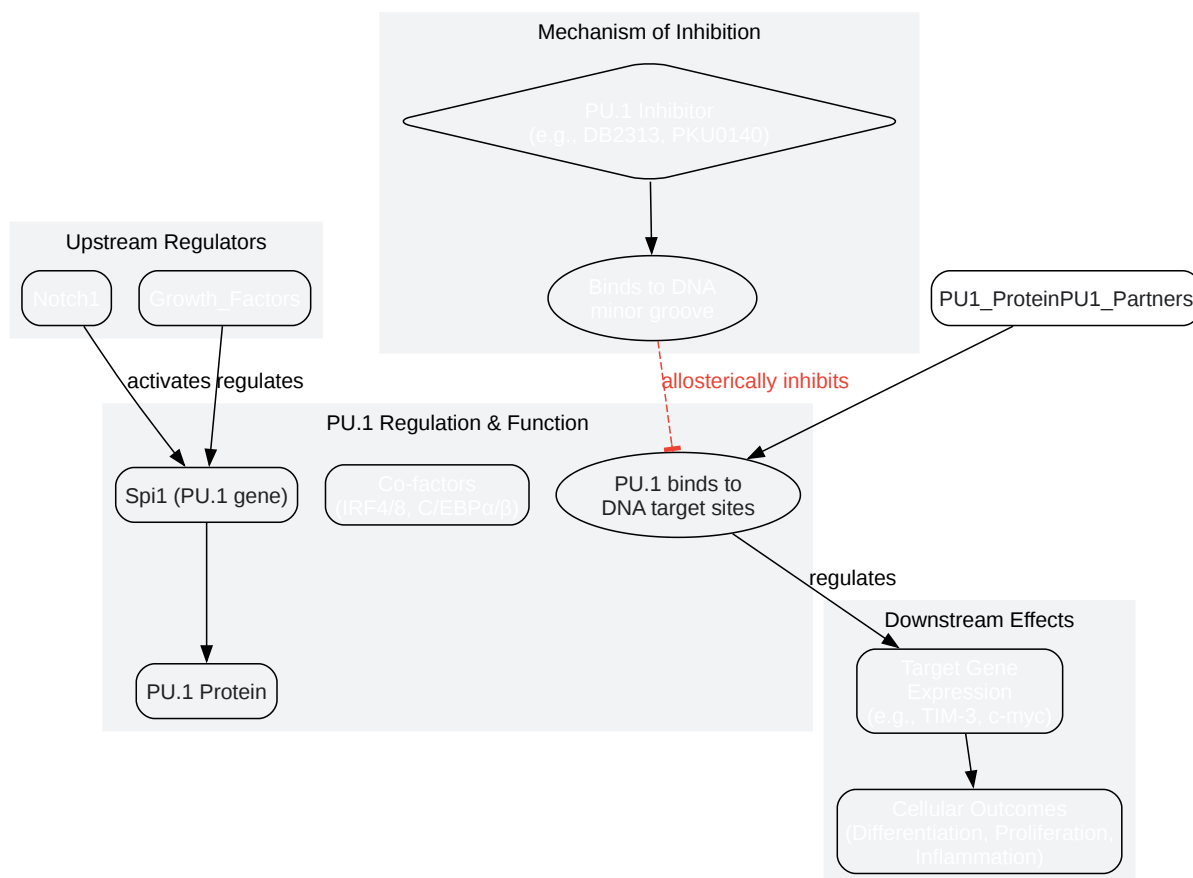 Mechanism of Inhibition
PU.1 Inhibitor
(e.g., DB2313, PKU0140)
Upstream Regulators
Notch1
Growth_Factors
Binds to DNA
minor groove
PU1_ProteinPU1_Partners
activates
regulates
allosterically inhibits
PU.1 Regulation & Function
Spi1 (PU.1 gene)
Co-factors
(IRF4/8, C/EBPα/β)
PU.1 binds to
DNA target sites
regulates
Downstream Effects
PU.1 Protein
Target Gene
Expression
(e.g., TIM-3, c-myc)
Cellular Outcomes
(Differentiation, Proliferation,
Inflammation)